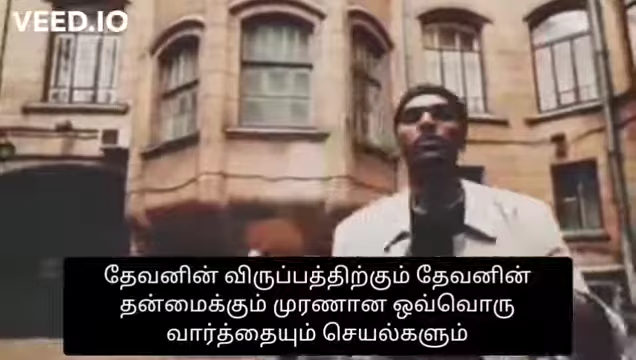 VEED.IO
தேவனின் விருப்பத்திற்கும் தேவனின்
தன்மைக்கும் முரணான ஒவ்வொரு
வார்த்தையும் செயல்களும்